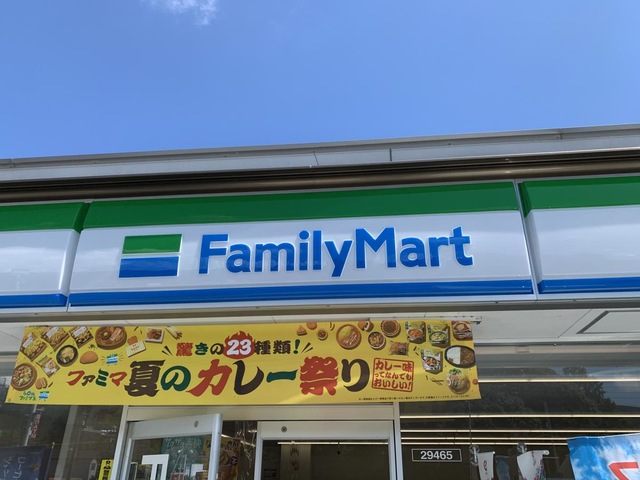 FamilyMart
驚きの23種類!
ファミマ夏のカレー祭り
カレー味
ってなんでも
おいしい!
29465